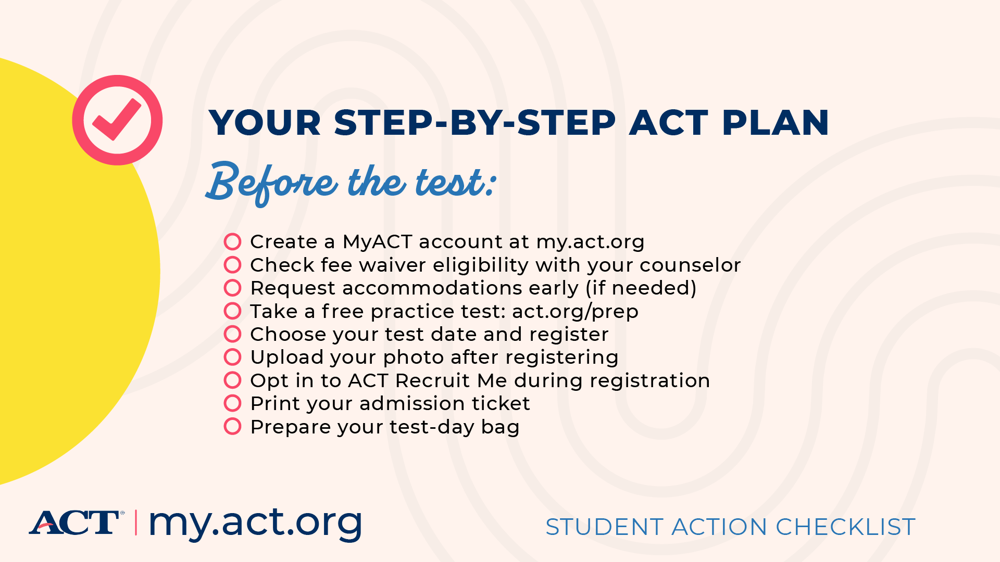 YOUR STEP-BY-STEP ACT PLAN
Before the test:
Create a MyACT account at my.act.org
Check fee waiver eligibility with your counselor
Request accommodations early (if needed)
Take a free practice test: act.org/prep
Choose your test date and register
Upload your photo after registering
Opt in to ACT Recruit Me during registration
Print your admission ticket
Prepare your test-day bag
ACT® | my.act.org
STUDENT ACTION CHECKLIST